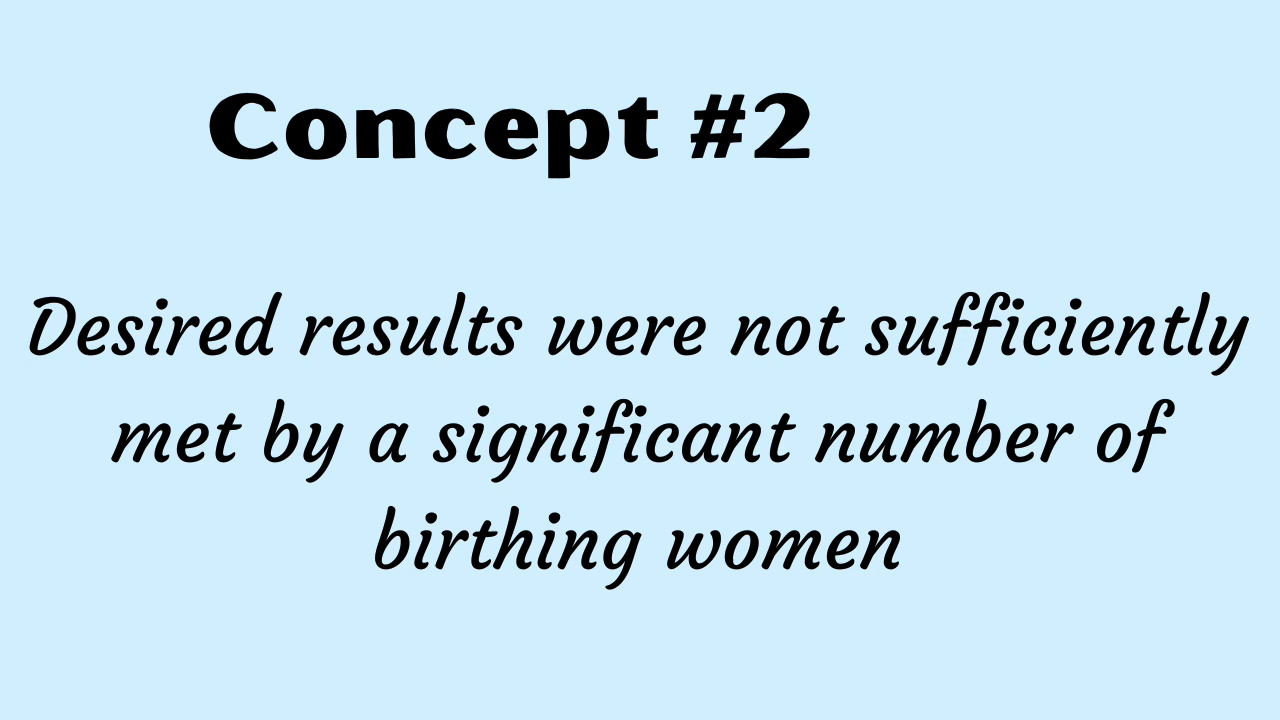 Concept #2
Desired results were not sufficiently
met by a significant number of
birthing women